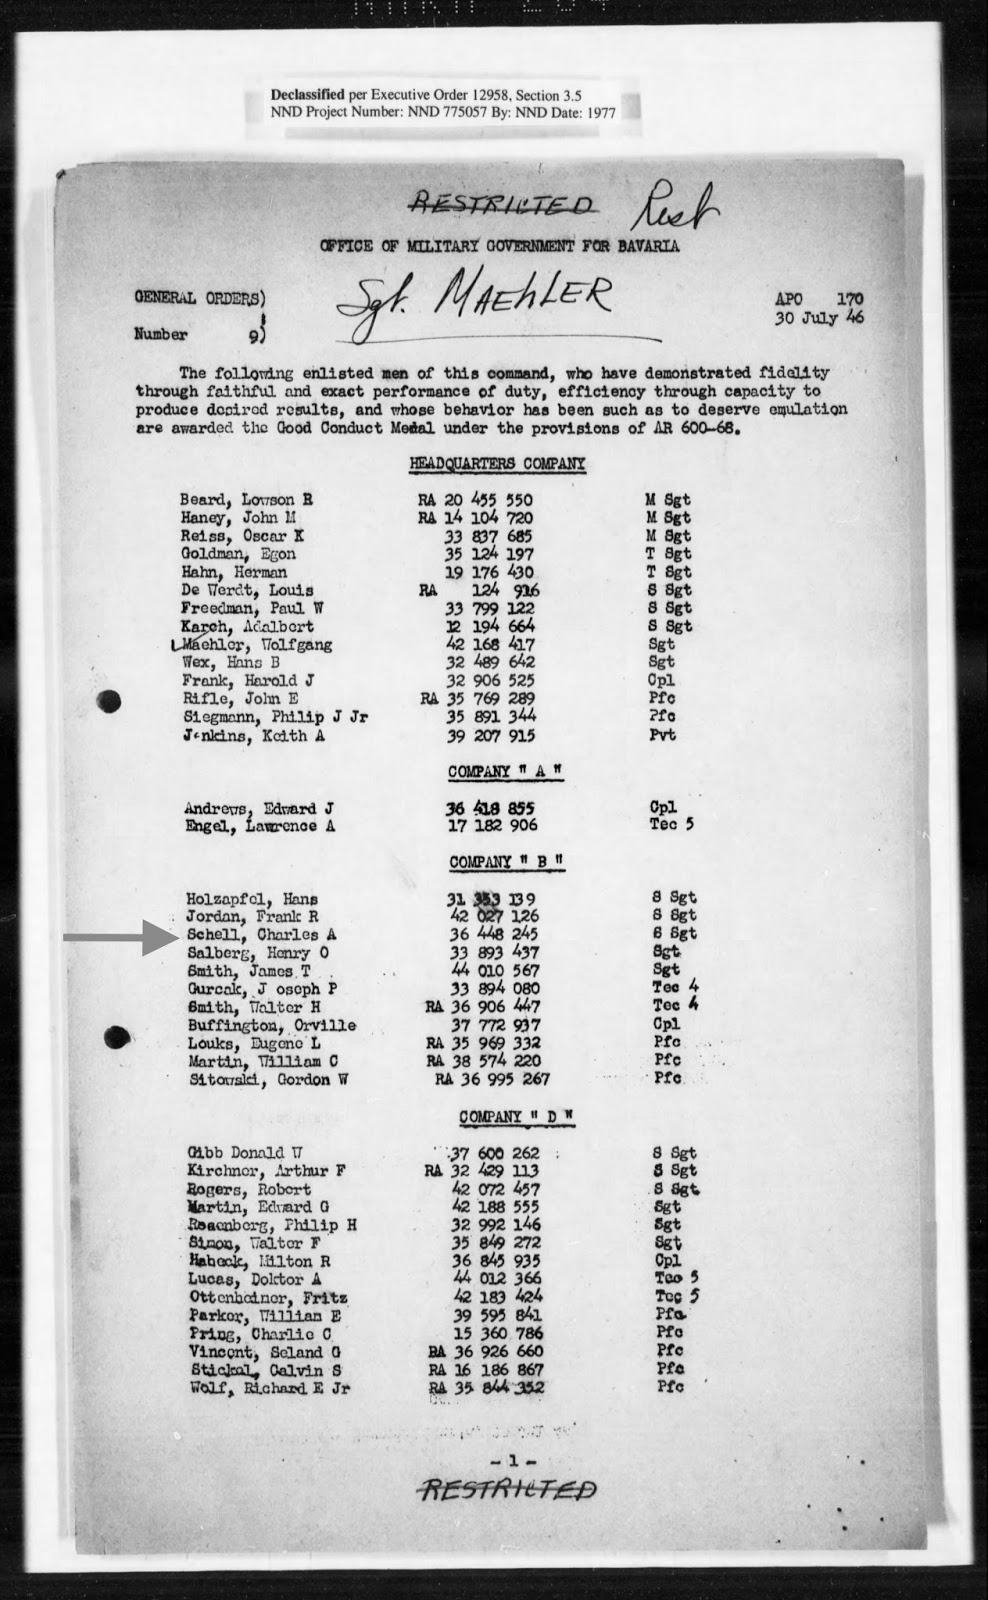 Declassified per Executive Order 12958, Section 3.5
NND Project Number: NND 775057 By: NND Date: 1977
RESTRICTED Rest
OFFICE OF MILITARY GOVERNMENT FOR BAVARIA
Sgt. MAEHLER
GENERAL ORDERS) APO 170
: 30 July 46
Number 9)
The following enlisted men of this command, who have demonstrated fidelity
through faithful and exact performance of duty, efficiency through capacity to
produce desired results, and whose behavior has been such as to deserve emulation
are awarded the Good Conduct Medal under the provisions of AR 600-68.
HEADQUARTERS COMPANY
Beard, Lowson R RA 20 455 550 M Sgt
Haney, John M RA 14 104 720 M Sgt
Reiss, Oscar K 33 837 685 M Sgt
Goldman, Egon 35 124 197 T Sgt
Hahn, Herman 19 176 430 T Sgt
De Werdt, Louis RA 124 916 S Sgt
Freedman, Paul W 33 799 122 S Sgt
Karch, Adalbert 12 194 664 S Sgt
Maehler, Wolfgang 42 168 417 Sgt
Wex, Hans B 32 489 642 Sgt
Frank, Harold J 32 906 525 Cpl
Rifle, John E RA 35 769 289 Pfc
Siegmann, Philip J Jr 35 891 344 Pfc
Jenkins, Keith A 39 207 915 Pvt
COMPANY " A "
Andrews, Edward J 36 418 855 Cpl
Engel, Lawrence A 17 182 906 Tec 5
COMPANY " B "
Holzapfel, Hans 31 353 139 S Sgt
Jordan, Frank R 42 027 126 S Sgt
Schell, Charles A 36 448 245 S Sgt
Salberg, Henry O 33 893 437 Sgt
Smith, James T 44 010 567 Sgt
Gurcak, J oseph P 33 894 080 Tec 4
Smith, Walter H RA 36 906 447 Tec 4
Buffington, Orville 37 772 937 Cpl
Louks, Eugene L RA 35 969 332 Pfc
Martin, William C RA 38 574 220 Pfc
Sitowski, Gordon W RA 36 995 267 Pfc
COMPANY " D "
Gibb Donald W 37 600 262 S Sgt
Kirchner, Arthur F RA 32 429 113 S Sgt
Rogers, Robert 42 072 457 S Sgt
Martin, Edward G 42 188 555 Sgt
Rosenberg, Philip H 32 992 146 Sgt
Simon, Walter F 35 849 272 Sgt
Habeck, Milton R 36 845 935 Cpl
Lucas, Doktor A 44 012 366 Tec 5
Ottenheiner, Fritz 42 183 424 Tec 5
Parker, William E 39 595 841 Pfc
Pring, Charlie C 15 360 786 Pfc
Vincent, Seland G RA 36 926 660 Pfc
Stickel, Calvin S RA 16 186 867 Pfc
Wolf, Richard E Jr RA 35 844 352 Pfc
- 1 -
RESTRICTED